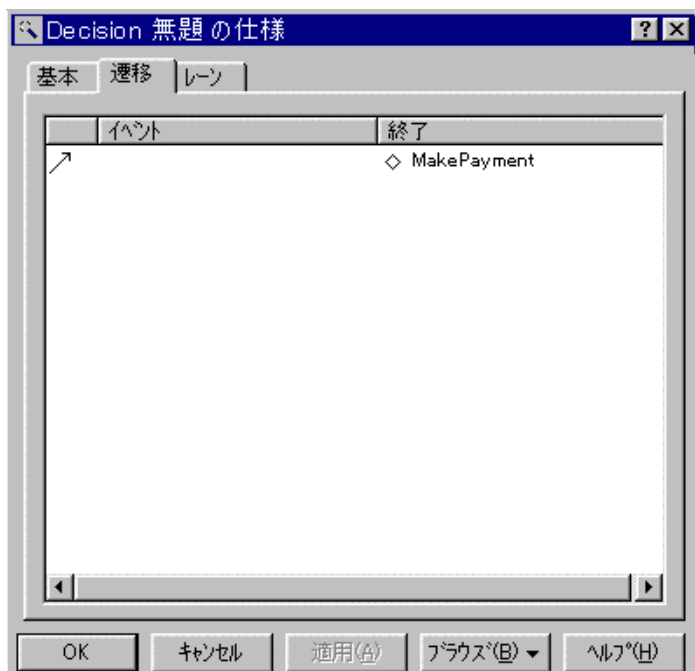 Decision 無題 の仕様
基本 遷移 ﾚｰﾝ
ｲﾍﾞﾝﾄ 終了
MakePayment
OK ｷｬﾝｾﾙ 適用(A) ﾌﾞﾗｳｽﾞ(B) ﾍﾙﾌﾟ(H)